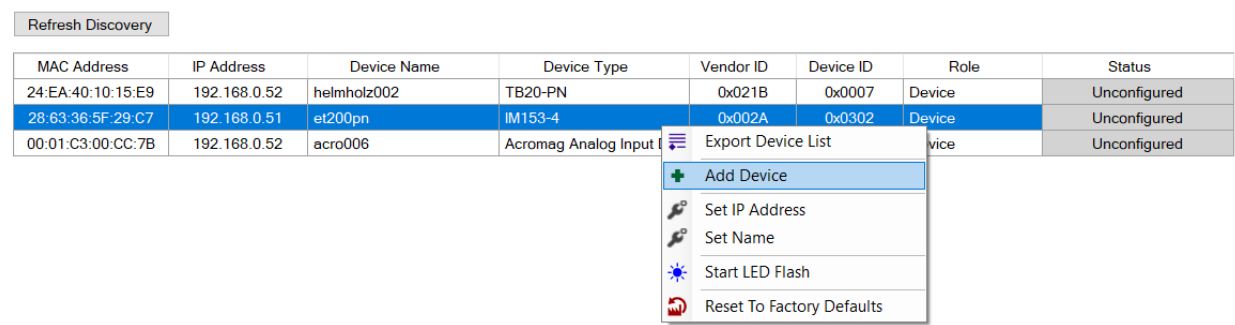 Refresh Discovery
MAC Address IP Address Device Name Device Type Vendor ID Device ID Role Status
24:EA:40:10:15:E9 192.168.0.52 helmholz002 TB20-PN 0x021B 0x0007 Device Unconfigured
28:63:36:5F:29:C7 192.168.0.51 et200pn IM153-4 0x002A 0x0302 Device Unconfigured
00:01:C3:00:CC:7B 192.168.0.52 acro006 Acromag Analog Input vice Unconfigured
Export Device List
Add Device
Set IP Address
Set Name
Start LED Flash
Reset To Factory Defaults